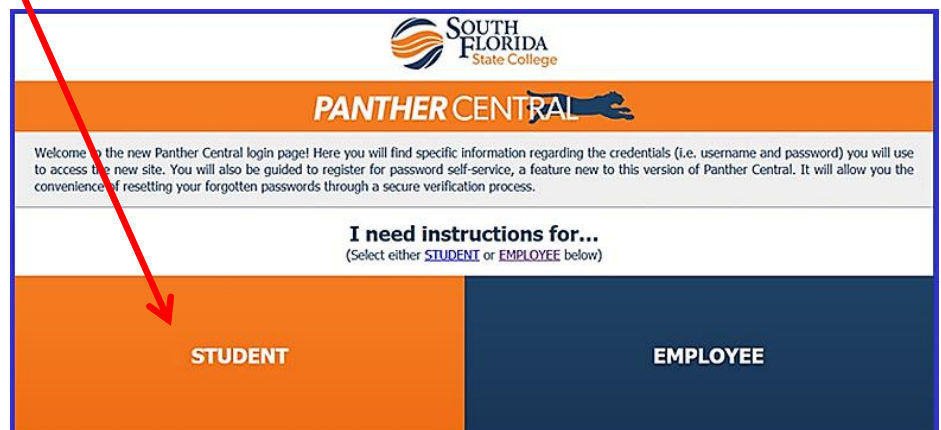 SOUTH
FLORIDA
State College
PANTHER CENTRAL
Welcome to the new Panther Central login page! Here you will find specific information regarding the credentials (i.e. username and password) you will use
to access the new site. You will also be guided to register for password self-service, a feature new to this version of Panther Central. It will allow you the
convenience of resetting your forgotten passwords through a secure verification process.
I need instructions for...
(Select either STUDENT or EMPLOYEE below)
STUDENT
EMPLOYEE